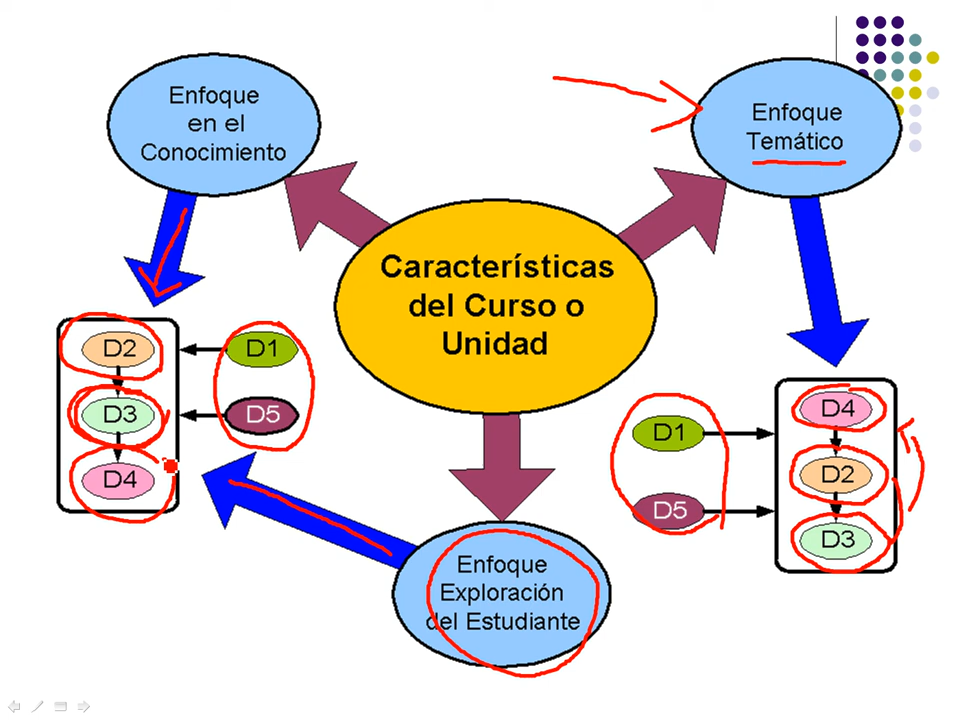 Enfoque
en el
Conocimiento
Enfoque
Temático
Características
del Curso o
Unidad
D2
D1
D3
D5
D4
D4
D1
D2
D5
D3
Enfoque
Exploración
del Estudiante